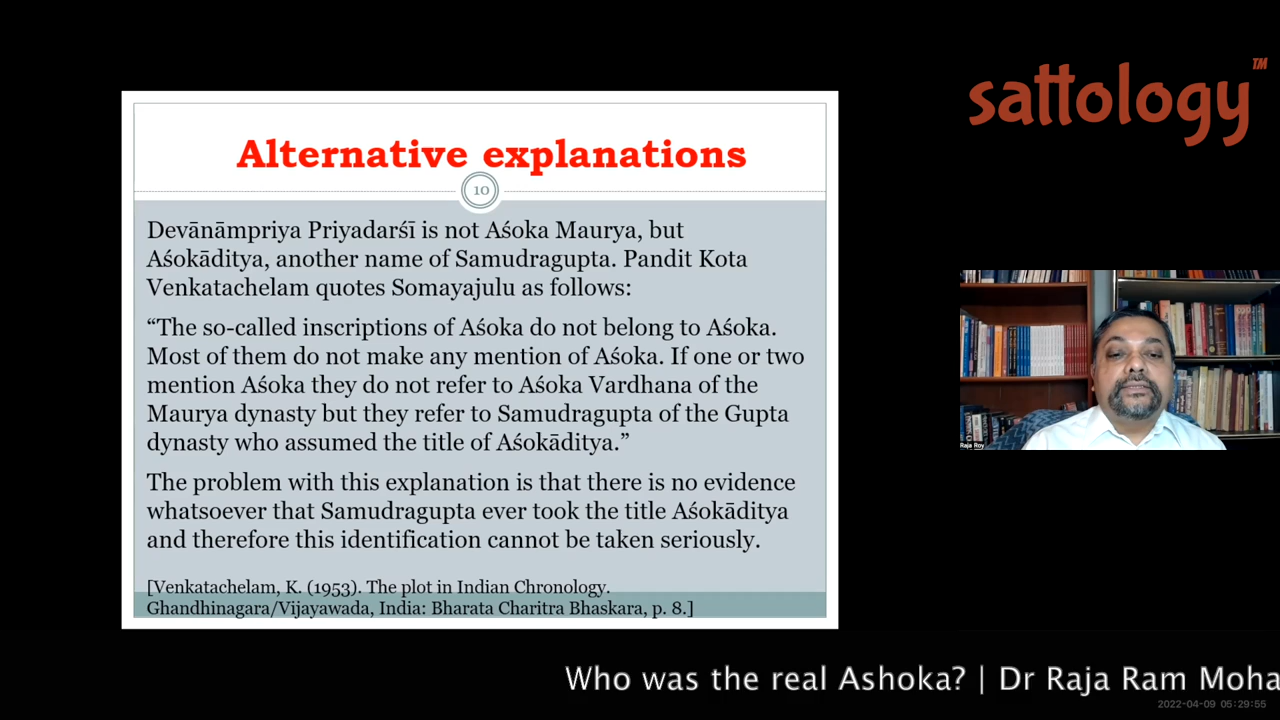 sattology™
Alternative explanations
10
Devānāmpriya Priyadarśī is not Aśoka Maurya, but
Aśokāditya, another name of Samudragupta. Pandit Kota
Venkatachelam quotes Somayajulu as follows:
“The so-called inscriptions of Aśoka do not belong to Aśoka.
Most of them do not make any mention of Aśoka. If one or two
mention Aśoka they do not refer to Aśoka Vardhana of the
Maurya dynasty but they refer to Samudragupta of the Gupta
dynasty who assumed the title of Aśokāditya.”
The problem with this explanation is that there is no evidence
whatsoever that Samudragupta ever took the title Aśokāditya
and therefore this identification cannot be taken seriously.
[Venkatachelam, K. (1953). The plot in Indian Chronology.
Ghandhinagara/Vijayawada, India: Bharata Charitra Bhaskara, p. 8.]
Raja Roy
Who was the real Ashoka? | Dr Raja Ram Moha
2022-04-09 05:29:55